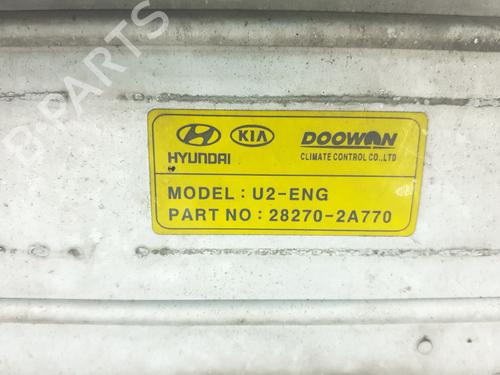 B-PARTS
HYUNDAI
KIA
DOOWON
CLIMATE CONTROL CO.,LTD
MODEL : U2-ENG
PART NO : 28270-2A770